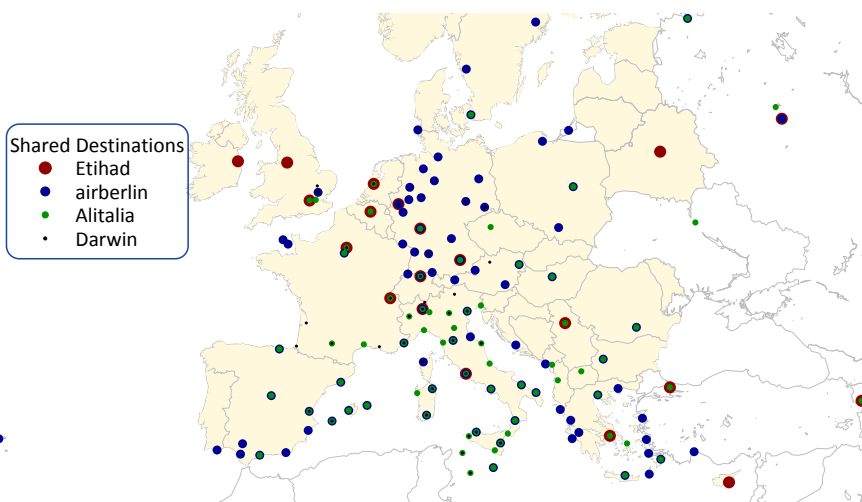 Shared Destinations
Etihad
airberlin
Alitalia
Darwin